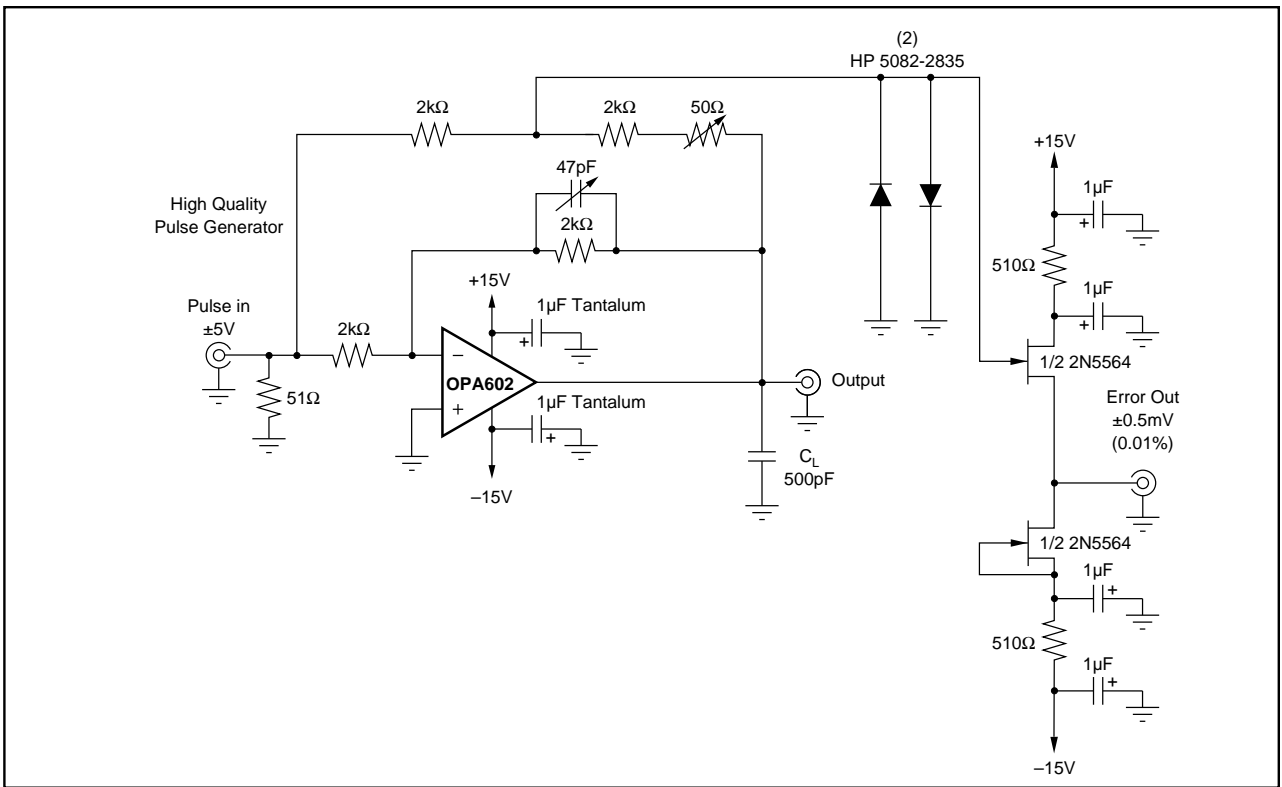 (2)
HP 5082-2835
2kΩ
2kΩ
50Ω
+15V
47pF
1µF
+
High Quality
Pulse Generator
2kΩ
510Ω
+15V
1µF
+
Pulse in
±5V
1µF Tantalum
+
2kΩ
1/2 2N5564
–
OPA602
Output
51Ω
+
1µF Tantalum
+
Error Out
±0.5mV
(0.01%)
CL
500pF
–15V
1/2 2N5564
1µF
+
510Ω
1µF
+
–15V